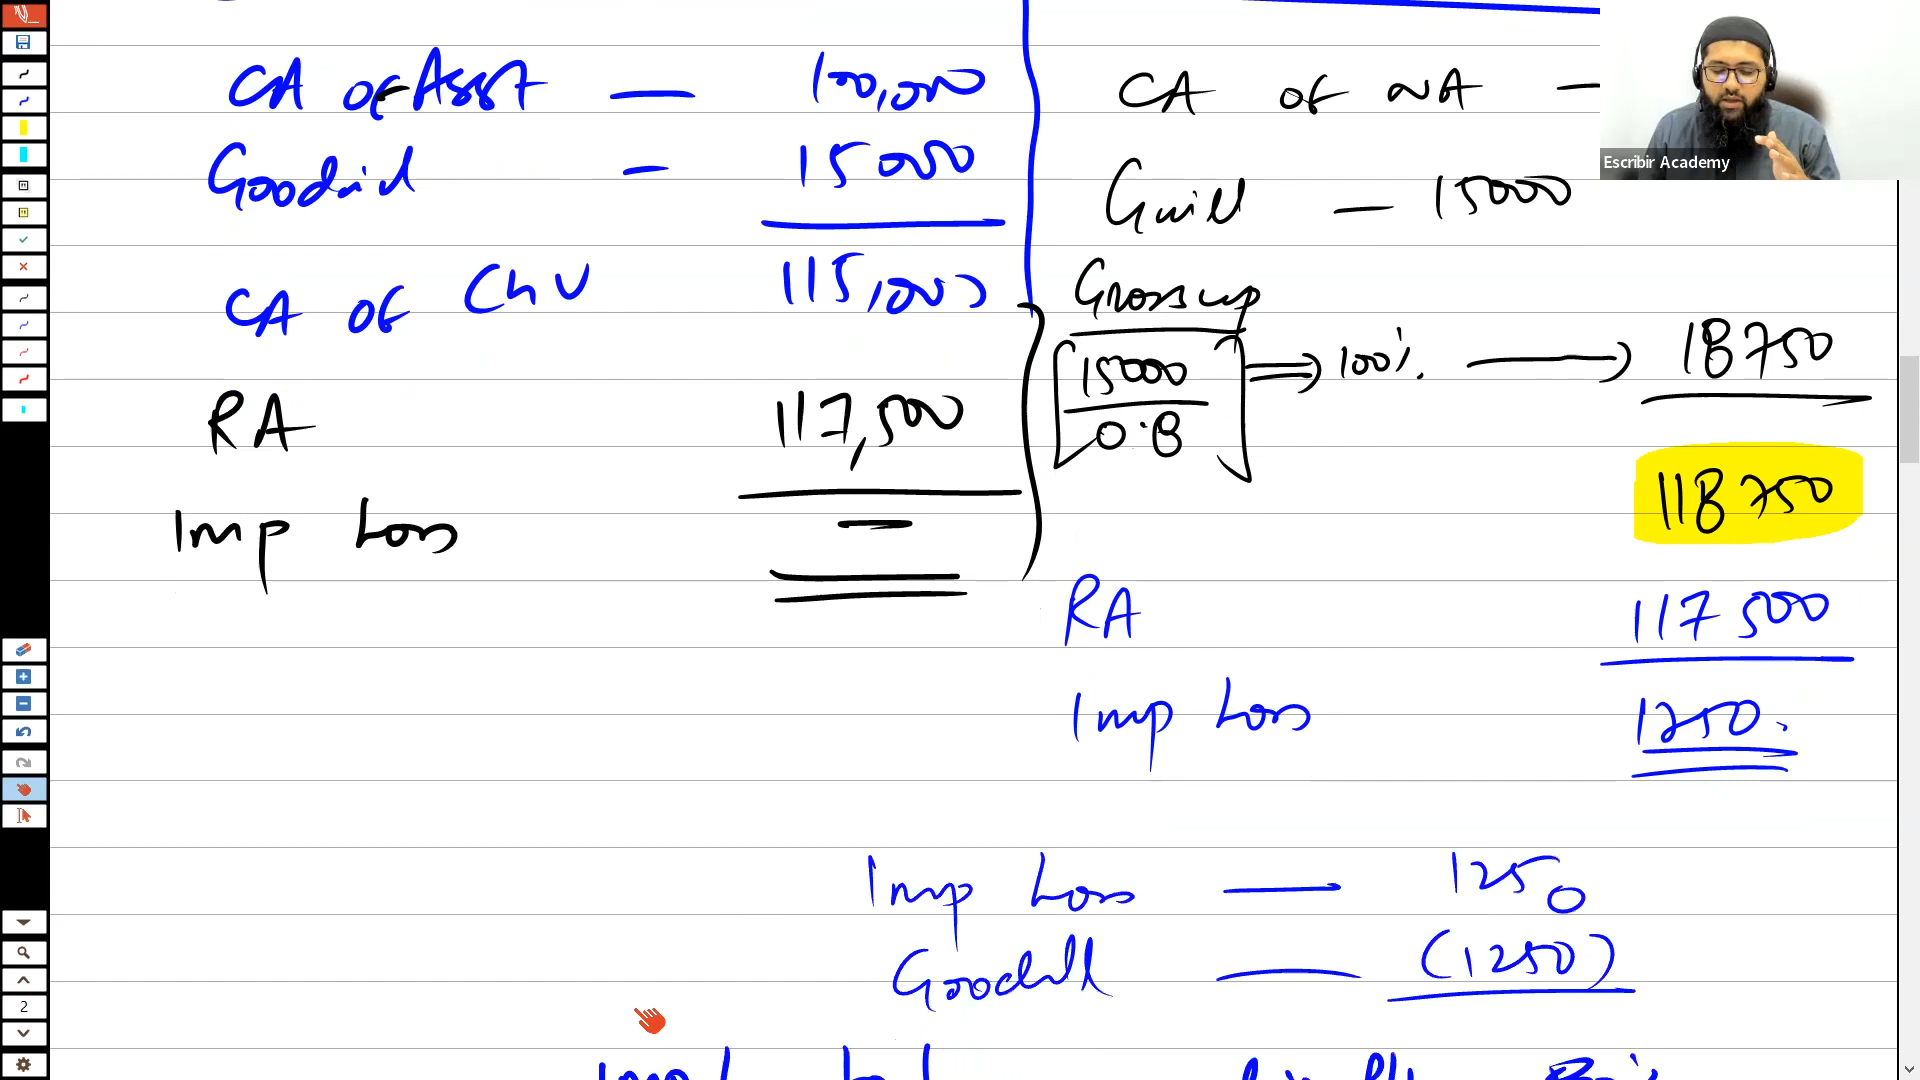 CA of Asst — 100,000
Goodwill — 15000
CA of CGU 115,000
RA 117,500
Imp Loss —
Escribir Academy
CA of NA —
Gwill — 15000
Gross up
15000
0.8
100% 18750
118750
RA 117500
Imp Loss 1250.
Imp Loss — 1250
Goodwill — (1250)
2